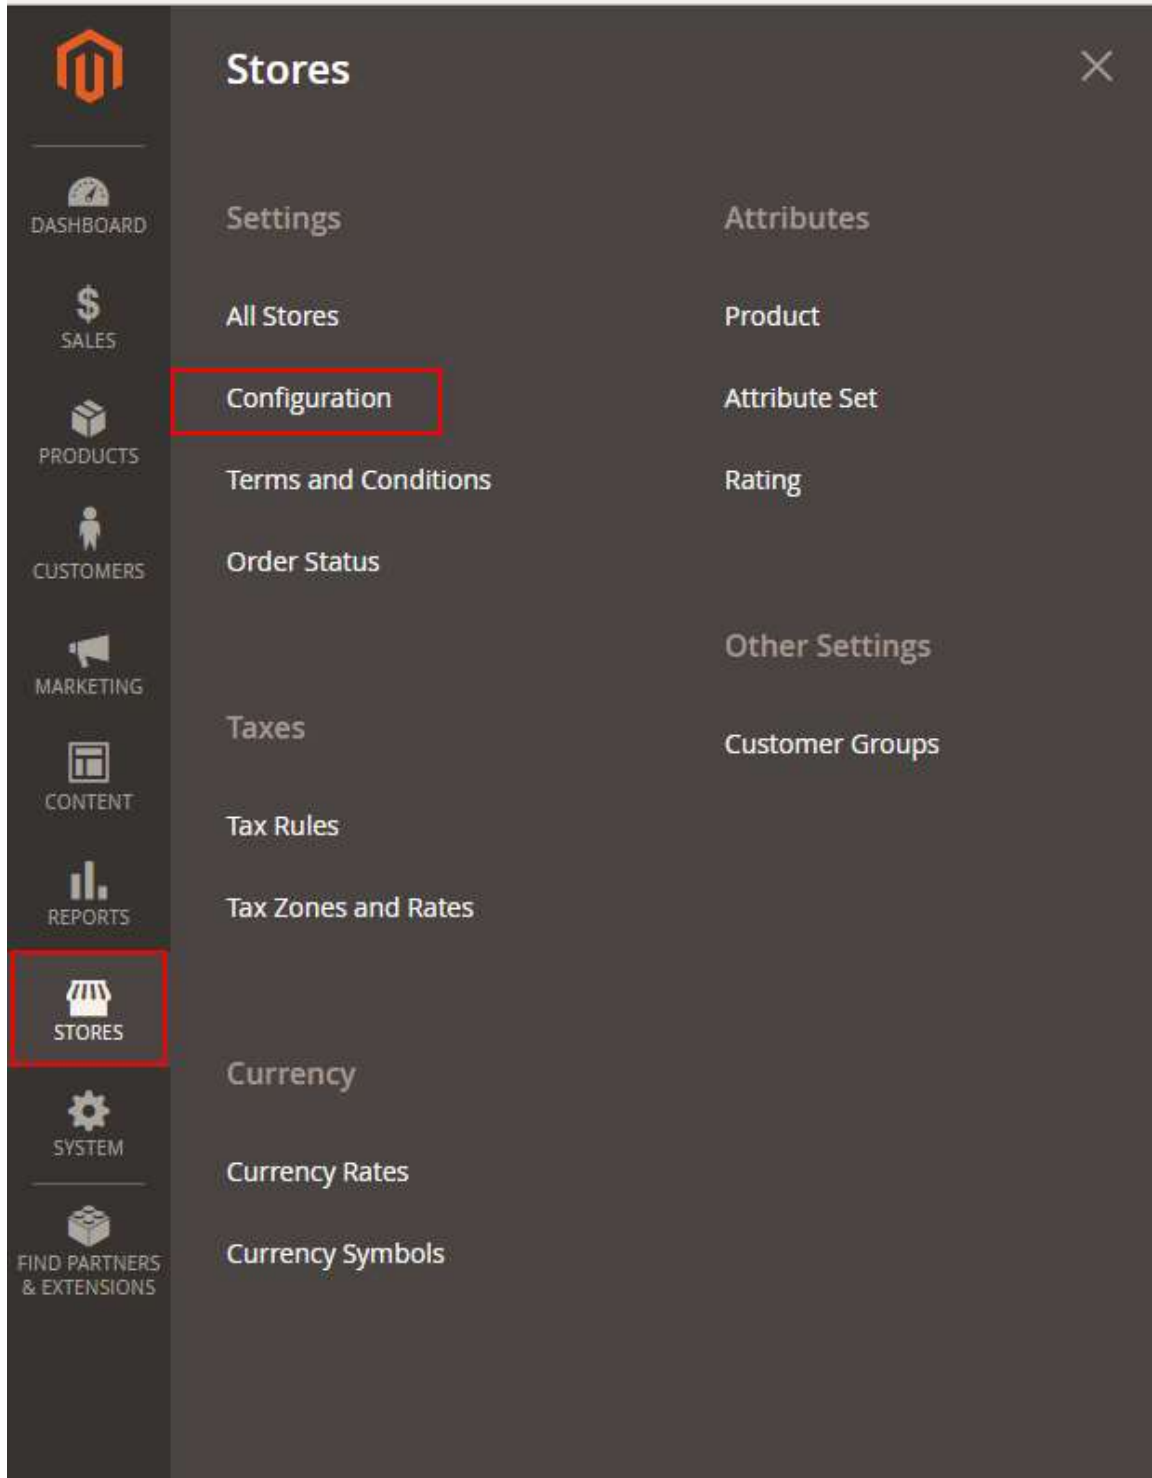 Stores
DASHBOARD
SALES
PRODUCTS
CUSTOMERS
MARKETING
CONTENT
REPORTS
STORES
SYSTEM
FIND PARTNERS
& EXTENSIONS
Settings
All Stores
Configuration
Terms and Conditions
Order Status
Taxes
Tax Rules
Tax Zones and Rates
Currency
Currency Rates
Currency Symbols
Attributes
Product
Attribute Set
Rating
Other Settings
Customer Groups